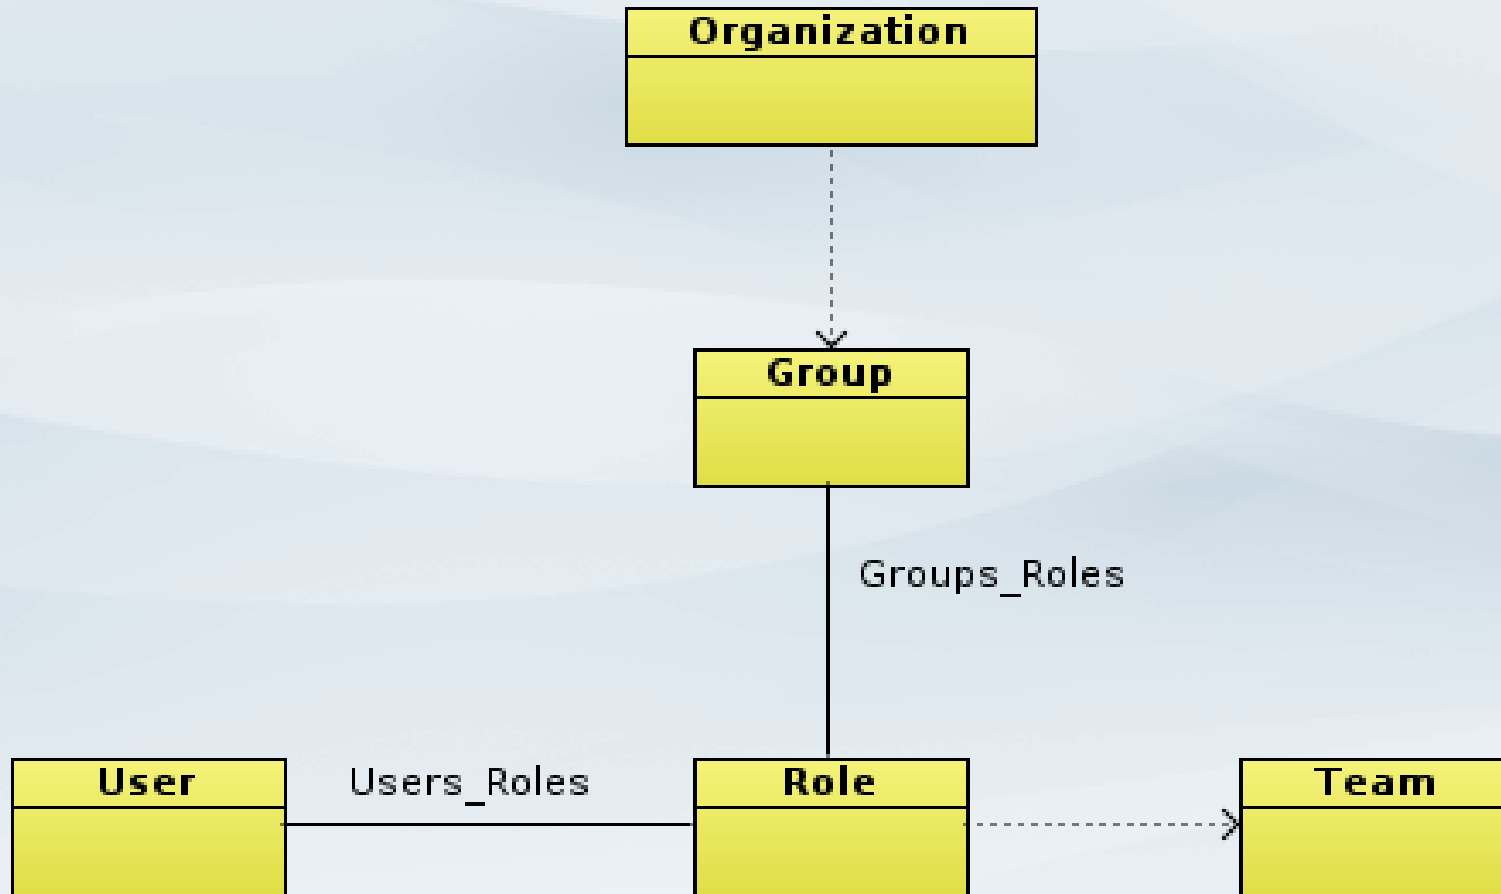 Organization
Group
Groups_Roles
User
Users_Roles
Role
Team